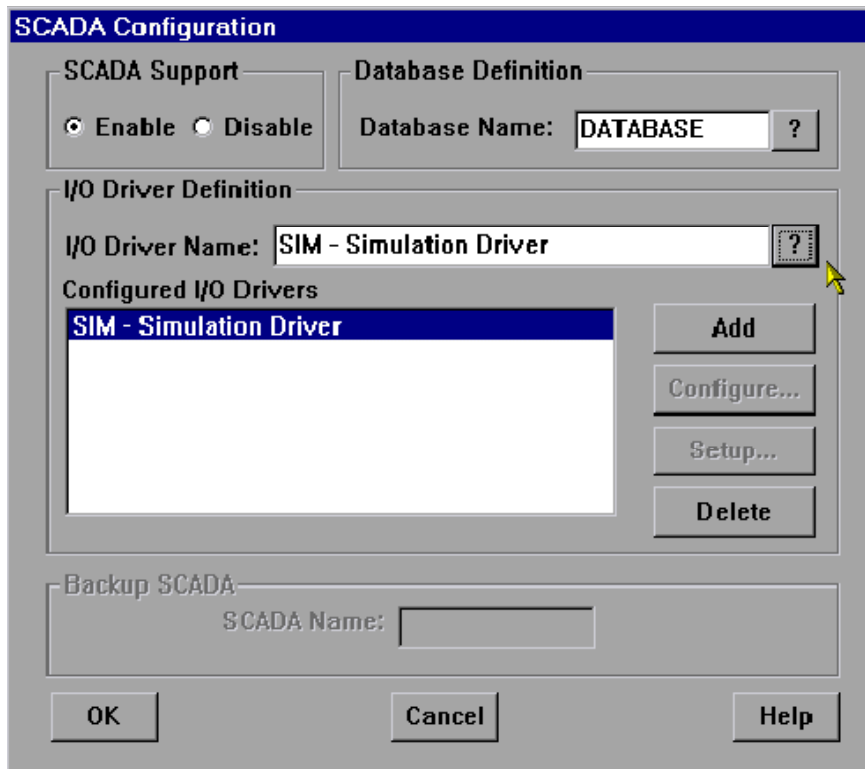 SCADA Configuration
SCADA Support
Database Definition
Enable Disable
Database Name: DATABASE ?
I/O Driver Definition
I/O Driver Name: SIM - Simulation Driver ?
Configured I/O Drivers
SIM - Simulation Driver
Add
Configure...
Setup...
Delete
Backup SCADA
SCADA Name:
OK Cancel Help